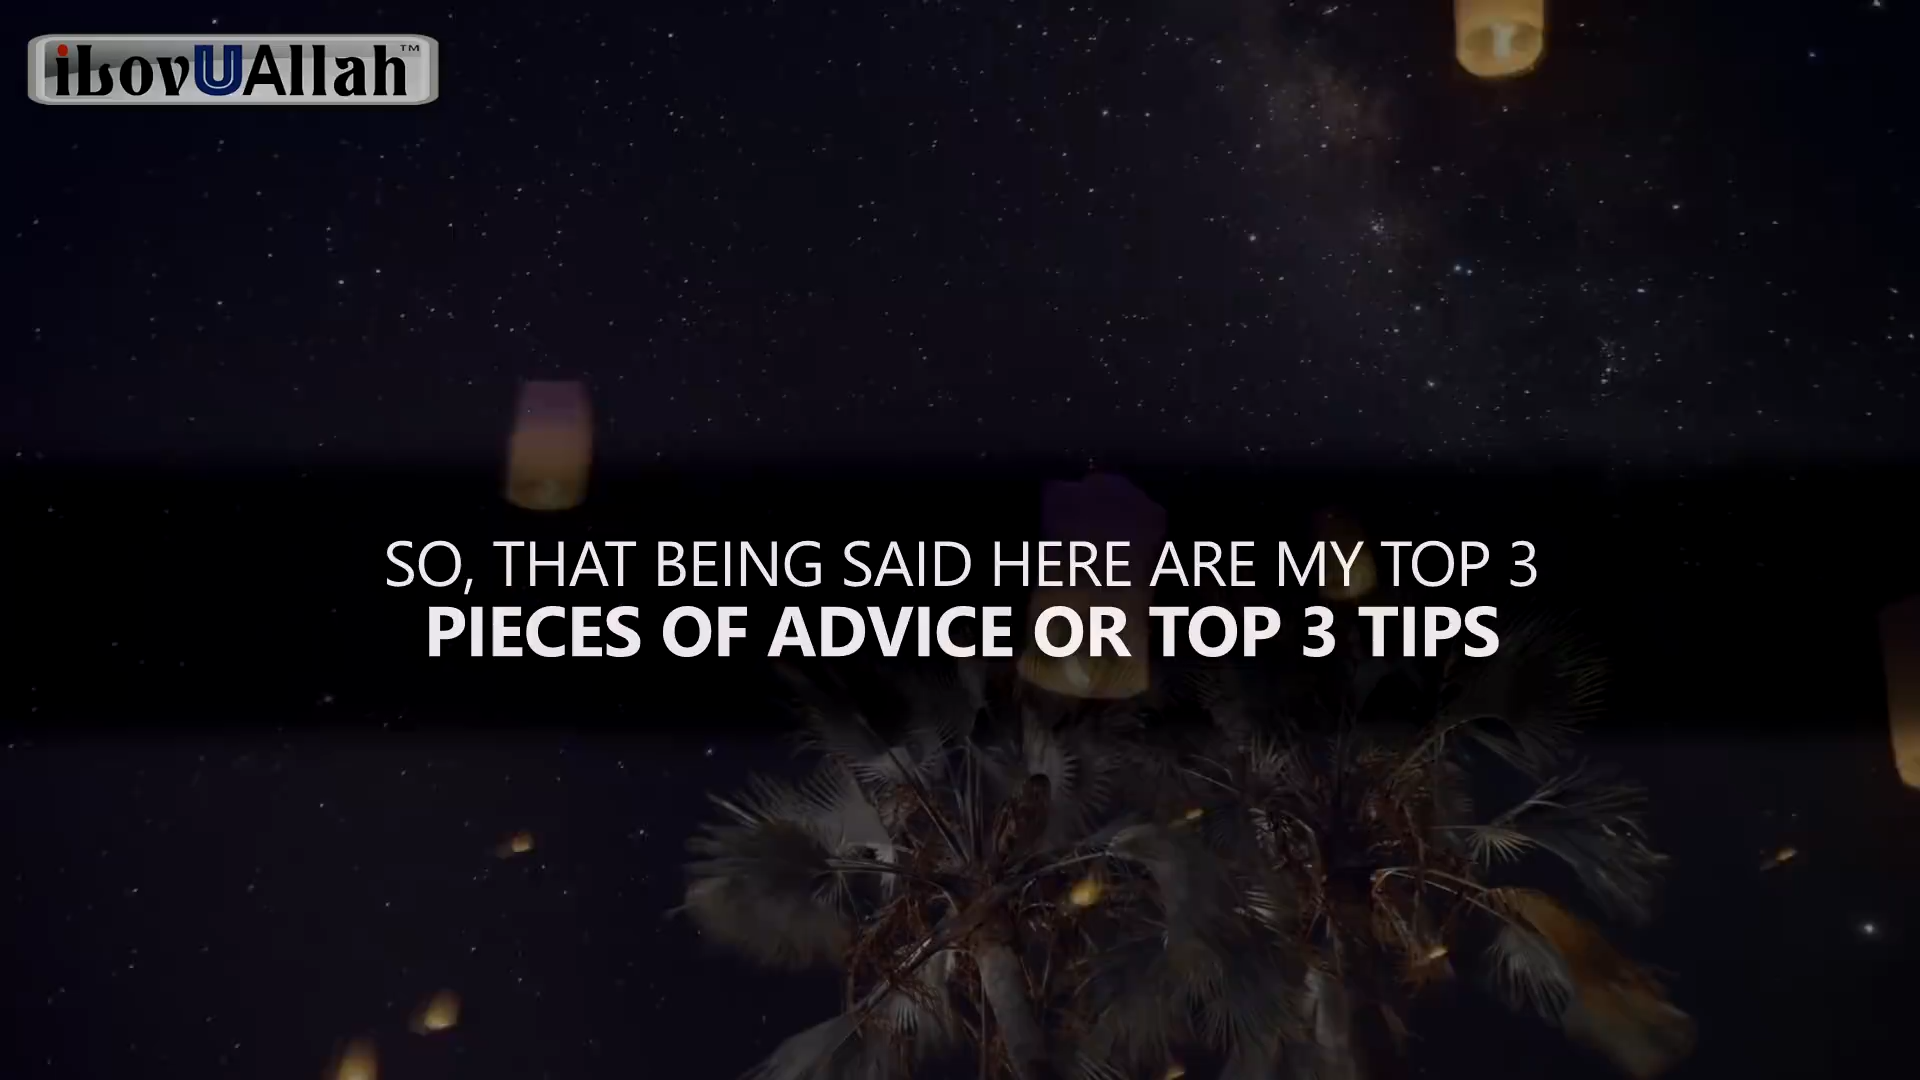 iLovUAllah™
SO, THAT BEING SAID HERE ARE MY TOP 3
PIECES OF ADVICE OR TOP 3 TIPS